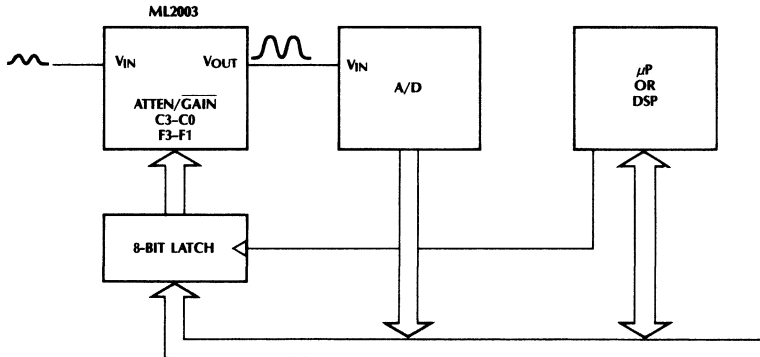 ML2003
VIN
VOUT
ATTEN/GAIN
C3–C0
F3–F1
VIN
A/D
μP
OR
DSP
8-BIT LATCH